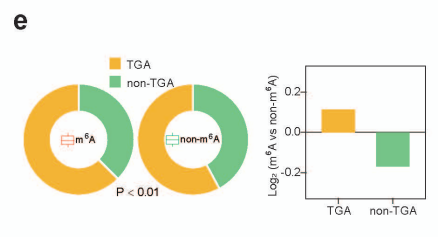 e
TGA
non-TGA
m⁶A
non-m⁶A
P < 0.01
Log₂ (m⁶A vs non-m⁶A)
0.2
0.0
-0.2
TGA
non-TGA